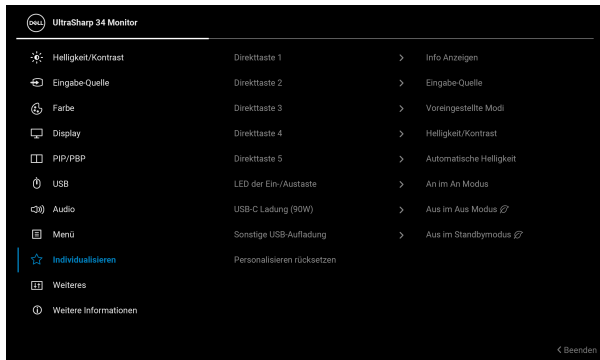 DELL UltraSharp 34 Monitor
Helligkeit/Kontrast Direkttaste 1 Info Anzeigen
Eingabe-Quelle Direkttaste 2 Eingabe-Quelle
Farbe Direkttaste 3 Voreingestellte Modi
Display Direkttaste 4 Helligkeit/Kontrast
PIP/PBP Direkttaste 5 Automatische Helligkeit
USB LED der Ein-/Austaste An im An Modus
Audio USB-C Ladung (90W) Aus im Aus Modus
Menü Sonstige USB-Aufladung Aus im Standbymodus
Individualisieren Personalisieren rücksetzen
Weiteres
Weitere Informationen
Beenden